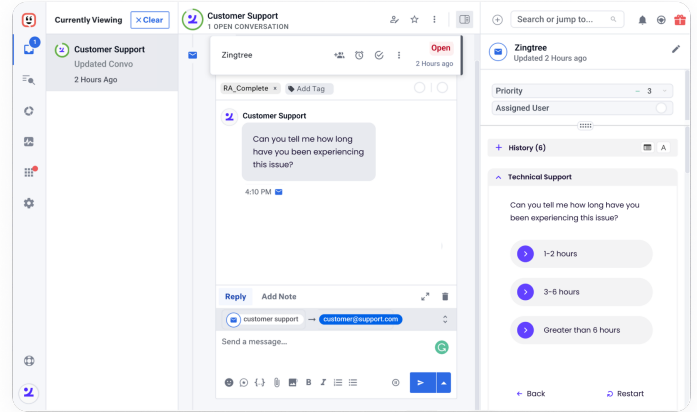 Currently Viewing
× Clear
Customer Support
1 OPEN CONVERSATION
Search or jump to...
1
Customer Support
Updated Convo
2 Hours Ago
Zingtree
Open
2 Hours ago
RA_Complete ×
Add Tag
Customer Support
Can you tell me how long
have you been experiencing
this issue?
4:10 PM
Reply
Add Note
customer support → customer@support.com
Send a message...
{..}
B I
Zingtree
Updated 2 Hours ago
Priority
– 3
Assigned User
+ History (6)
A
Technical Support
Can you tell me how long have you
been experiencing this issue?
1-2 hours
3-6 hours
Greater than 6 hours
← Back
Restart